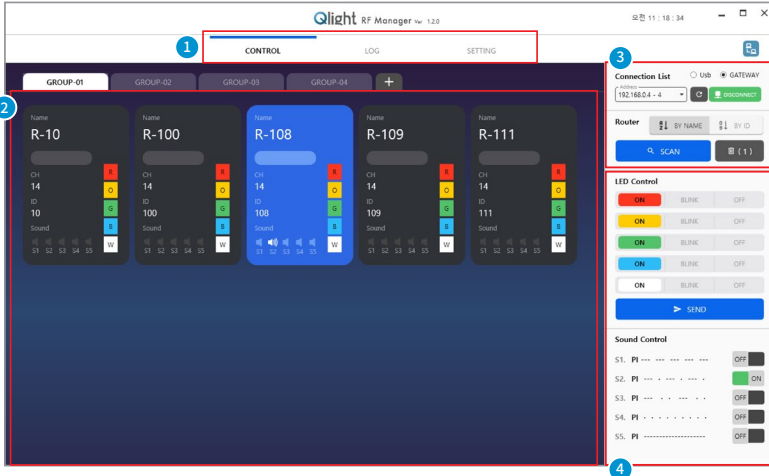 Qlight RF Manager Ver 1.2.0
오전 11 : 18 : 34
1
CONTROL LOG SETTING
3
GROUP-01 GROUP-02 GROUP-03 GROUP-04 +
2
Name Name Name Name Name
R-10 R-100 R-108 R-109 R-111
R R R R R
CH CH CH CH CH
14 14 14 14 14
O O O O O
ID ID ID ID ID
G G G G G
10 100 108 109 111
Sound Sound Sound Sound Sound
B B B B B
W W W W W
S1 S2 S3 S4 S5 S1 S2 S3 S4 S5 S1 S2 S3 S4 S5 S1 S2 S3 S4 S5 S1 S2 S3 S4 S5
Connection List Usb GATEWAY
Address
192.168.0.4 - 4 DISCONNECT
Router BY NAME BY ID
SCAN ( 1 )
LED Control
ON BLINK OFF
ON BLINK OFF
ON BLINK OFF
ON BLINK OFF
ON BLINK OFF
SEND
Sound Control
S1. PI --- --- --- --- --- OFF
S2. PI --- - --- - --- - ON
S3. PI --- - - --- - - OFF
S4. PI - - - - - - - - - OFF
S5. PI ------------------- OFF
4